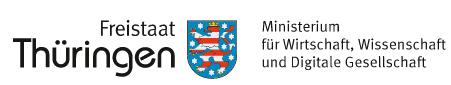 Freistaat
Thüringen
Ministerium
für Wirtschaft, Wissenschaft
und Digitale Gesellschaft